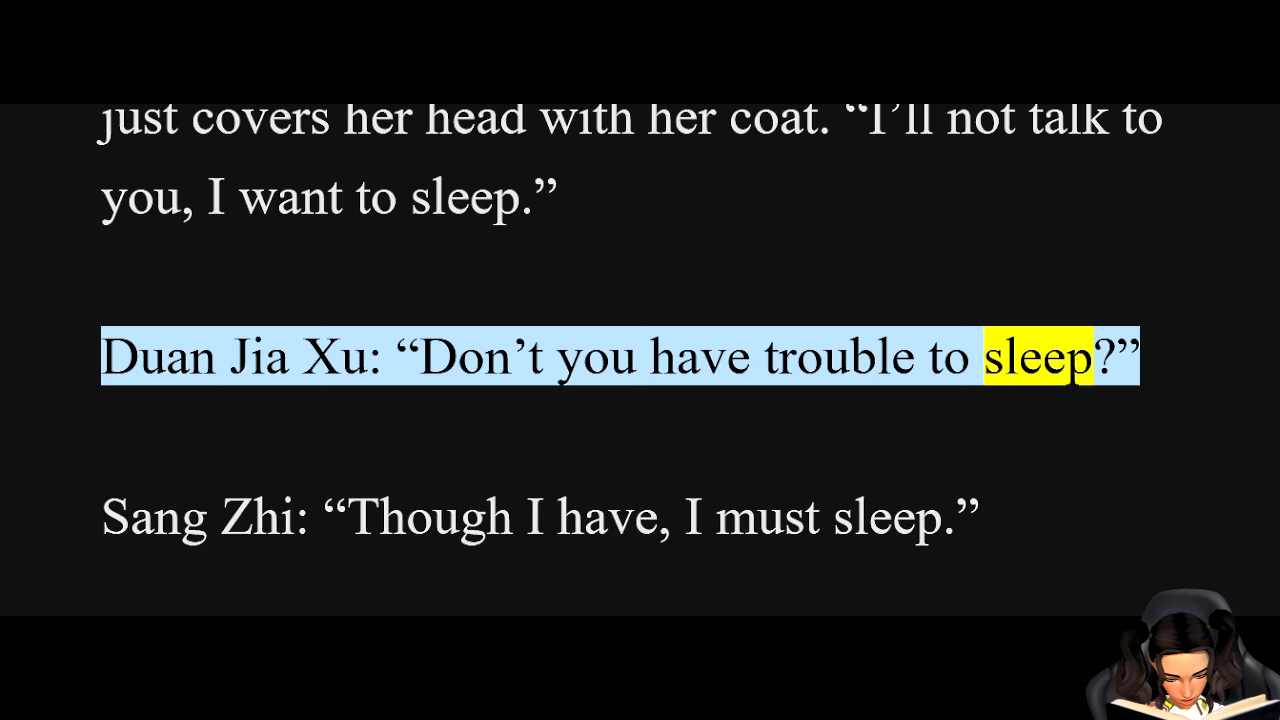 just covers her head with her coat. “I’ll not talk to
you, I want to sleep.”
Duan Jia Xu: “Don’t you have trouble to sleep?”
Sang Zhi: “Though I have, I must sleep.”